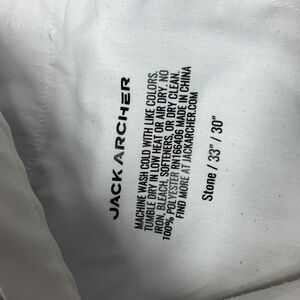 JACK ARCHER
MACHINE WASH COLD WITH LIKE COLORS.
TUMBLE DRY IN LOW HEAT OR AIR DRY. NO
IRON, BLEACH, SOFTENERS, OR DRY CLEAN.
100% POLYESTER RN166406 MADE IN CHINA
FIND MORE AT JACKARCHER.COM
Stone / 33" / 30"